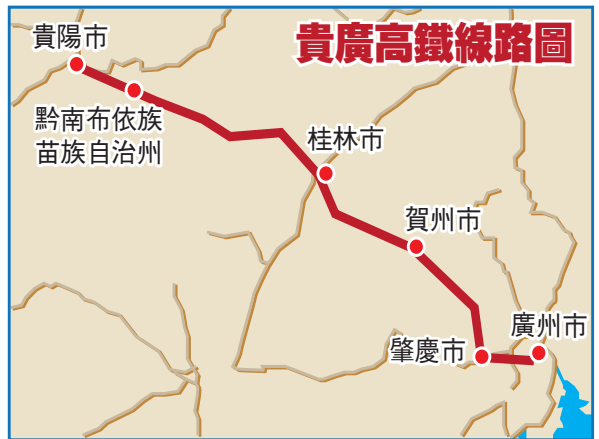 貴廣高鐵線路圖
貴陽市
黔南布依族
苗族自治州
桂林市
賀州市
肇慶市
廣州市